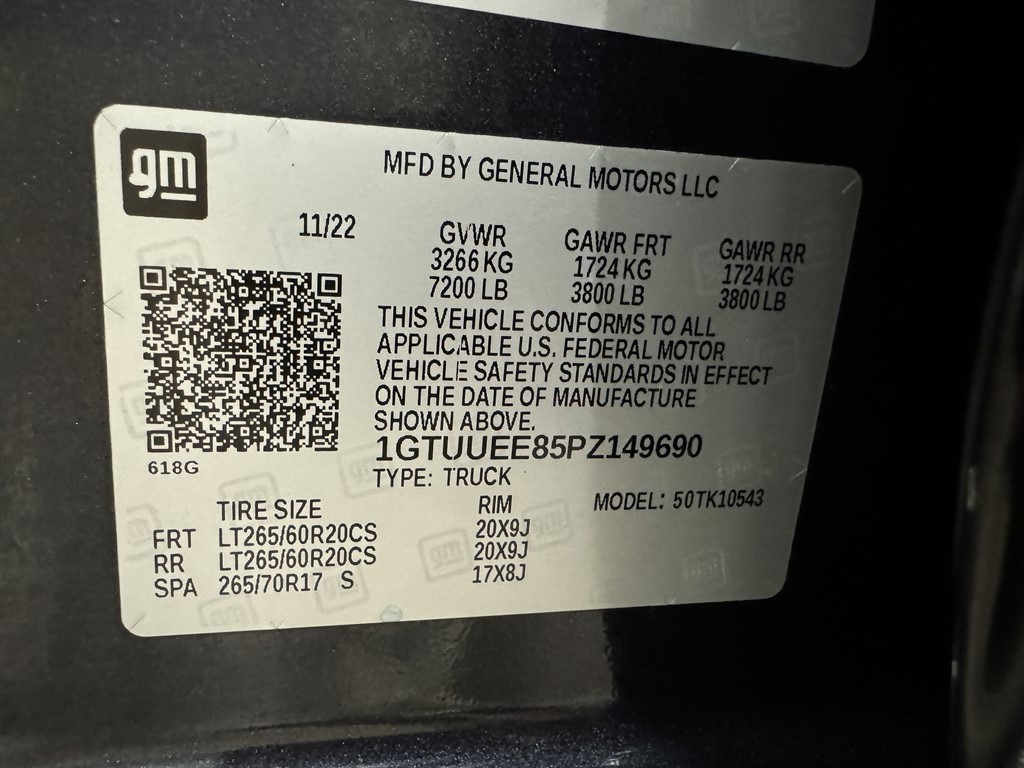 gm
MFD BY GENERAL MOTORS LLC
11/22 GVWR GAWR FRT GAWR RR
3266 KG 1724 KG 1724 KG
7200 LB 3800 LB 3800 LB
THIS VEHICLE CONFORMS TO ALL
APPLICABLE U.S. FEDERAL MOTOR
VEHICLE SAFETY STANDARDS IN EFFECT
ON THE DATE OF MANUFACTURE
SHOWN ABOVE.
618G
1GTUUEE85PZ149690
TYPE: TRUCK
MODEL: 50TK10543
TIRE SIZE RIM
FRT LT265/60R20CS 20X9J
RR LT265/60R20CS 20X9J
SPA 265/70R17 S 17X8J